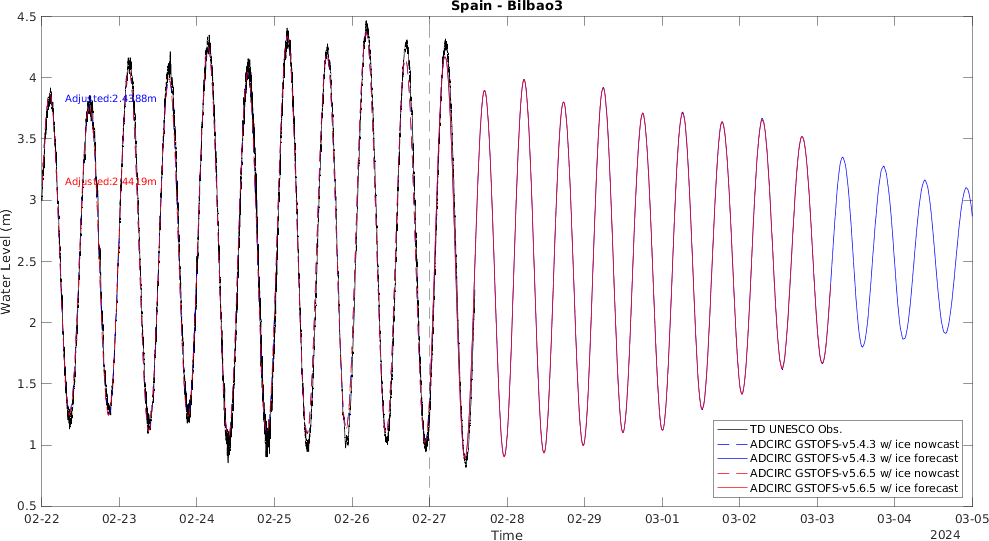 Spain - Bilbao3
4.5
4
3.5
3
2.5
2
1.5
1
0.5
Water Level (m)
Adjusted:2.4388m
Adjusted:2.4419m
TD UNESCO Obs.
ADCIRC GSTOFS-v5.4.3 w/ ice nowcast
ADCIRC GSTOFS-v5.4.3 w/ ice forecast
ADCIRC GSTOFS-v5.6.5 w/ ice nowcast
ADCIRC GSTOFS-v5.6.5 w/ ice forecast
02-22 02-23 02-24 02-25 02-26 02-27 02-28 02-29 03-01 03-02 03-03 03-04 03-05
Time
2024